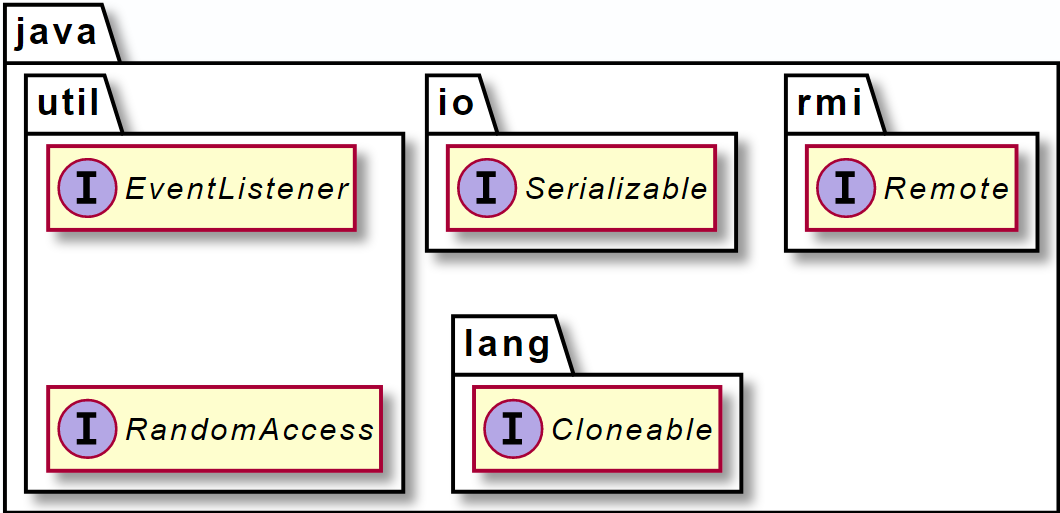 java
util
io
rmi
I EventListener
I Serializable
I Remote
lang
I RandomAccess
I Cloneable